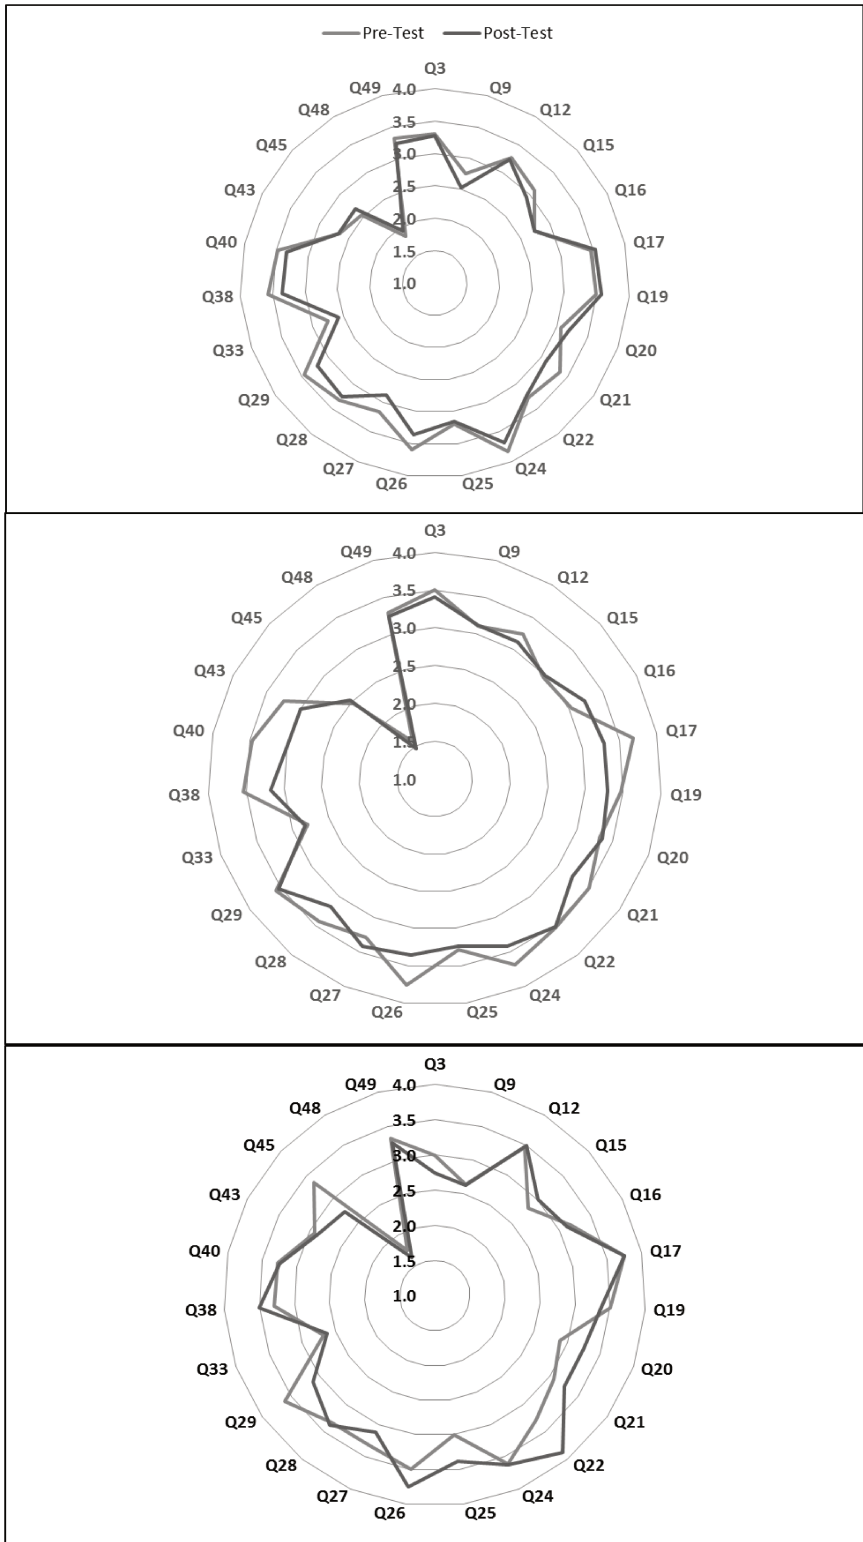 Pre-Test Post-Test
Q3
Q49 4.0 Q9
Q48 3.5 Q12
Q45 3.0 Q15
Q43 2.5 Q16
2.0
Q40 1.5 Q17
Q38 1.0 Q19
Q33 Q20
Q29 Q21
Q28 Q22
Q27 Q24
Q26 Q25
Q3
Q49 4.0 Q9
Q48 3.5 Q12
Q45 3.0 Q15
Q43 2.5 Q16
2.0
Q40 1.5 Q17
Q38 1.0 Q19
Q33 Q20
Q29 Q21
Q28 Q22
Q27 Q24
Q26 Q25
Q3
Q49 4.0 Q9
Q48 3.5 Q12
Q45 3.0 Q15
Q43 2.5 Q16
2.0
Q40 1.5 Q17
Q38 1.0 Q19
Q33 Q20
Q29 Q21
Q28 Q22
Q27 Q24
Q26 Q25